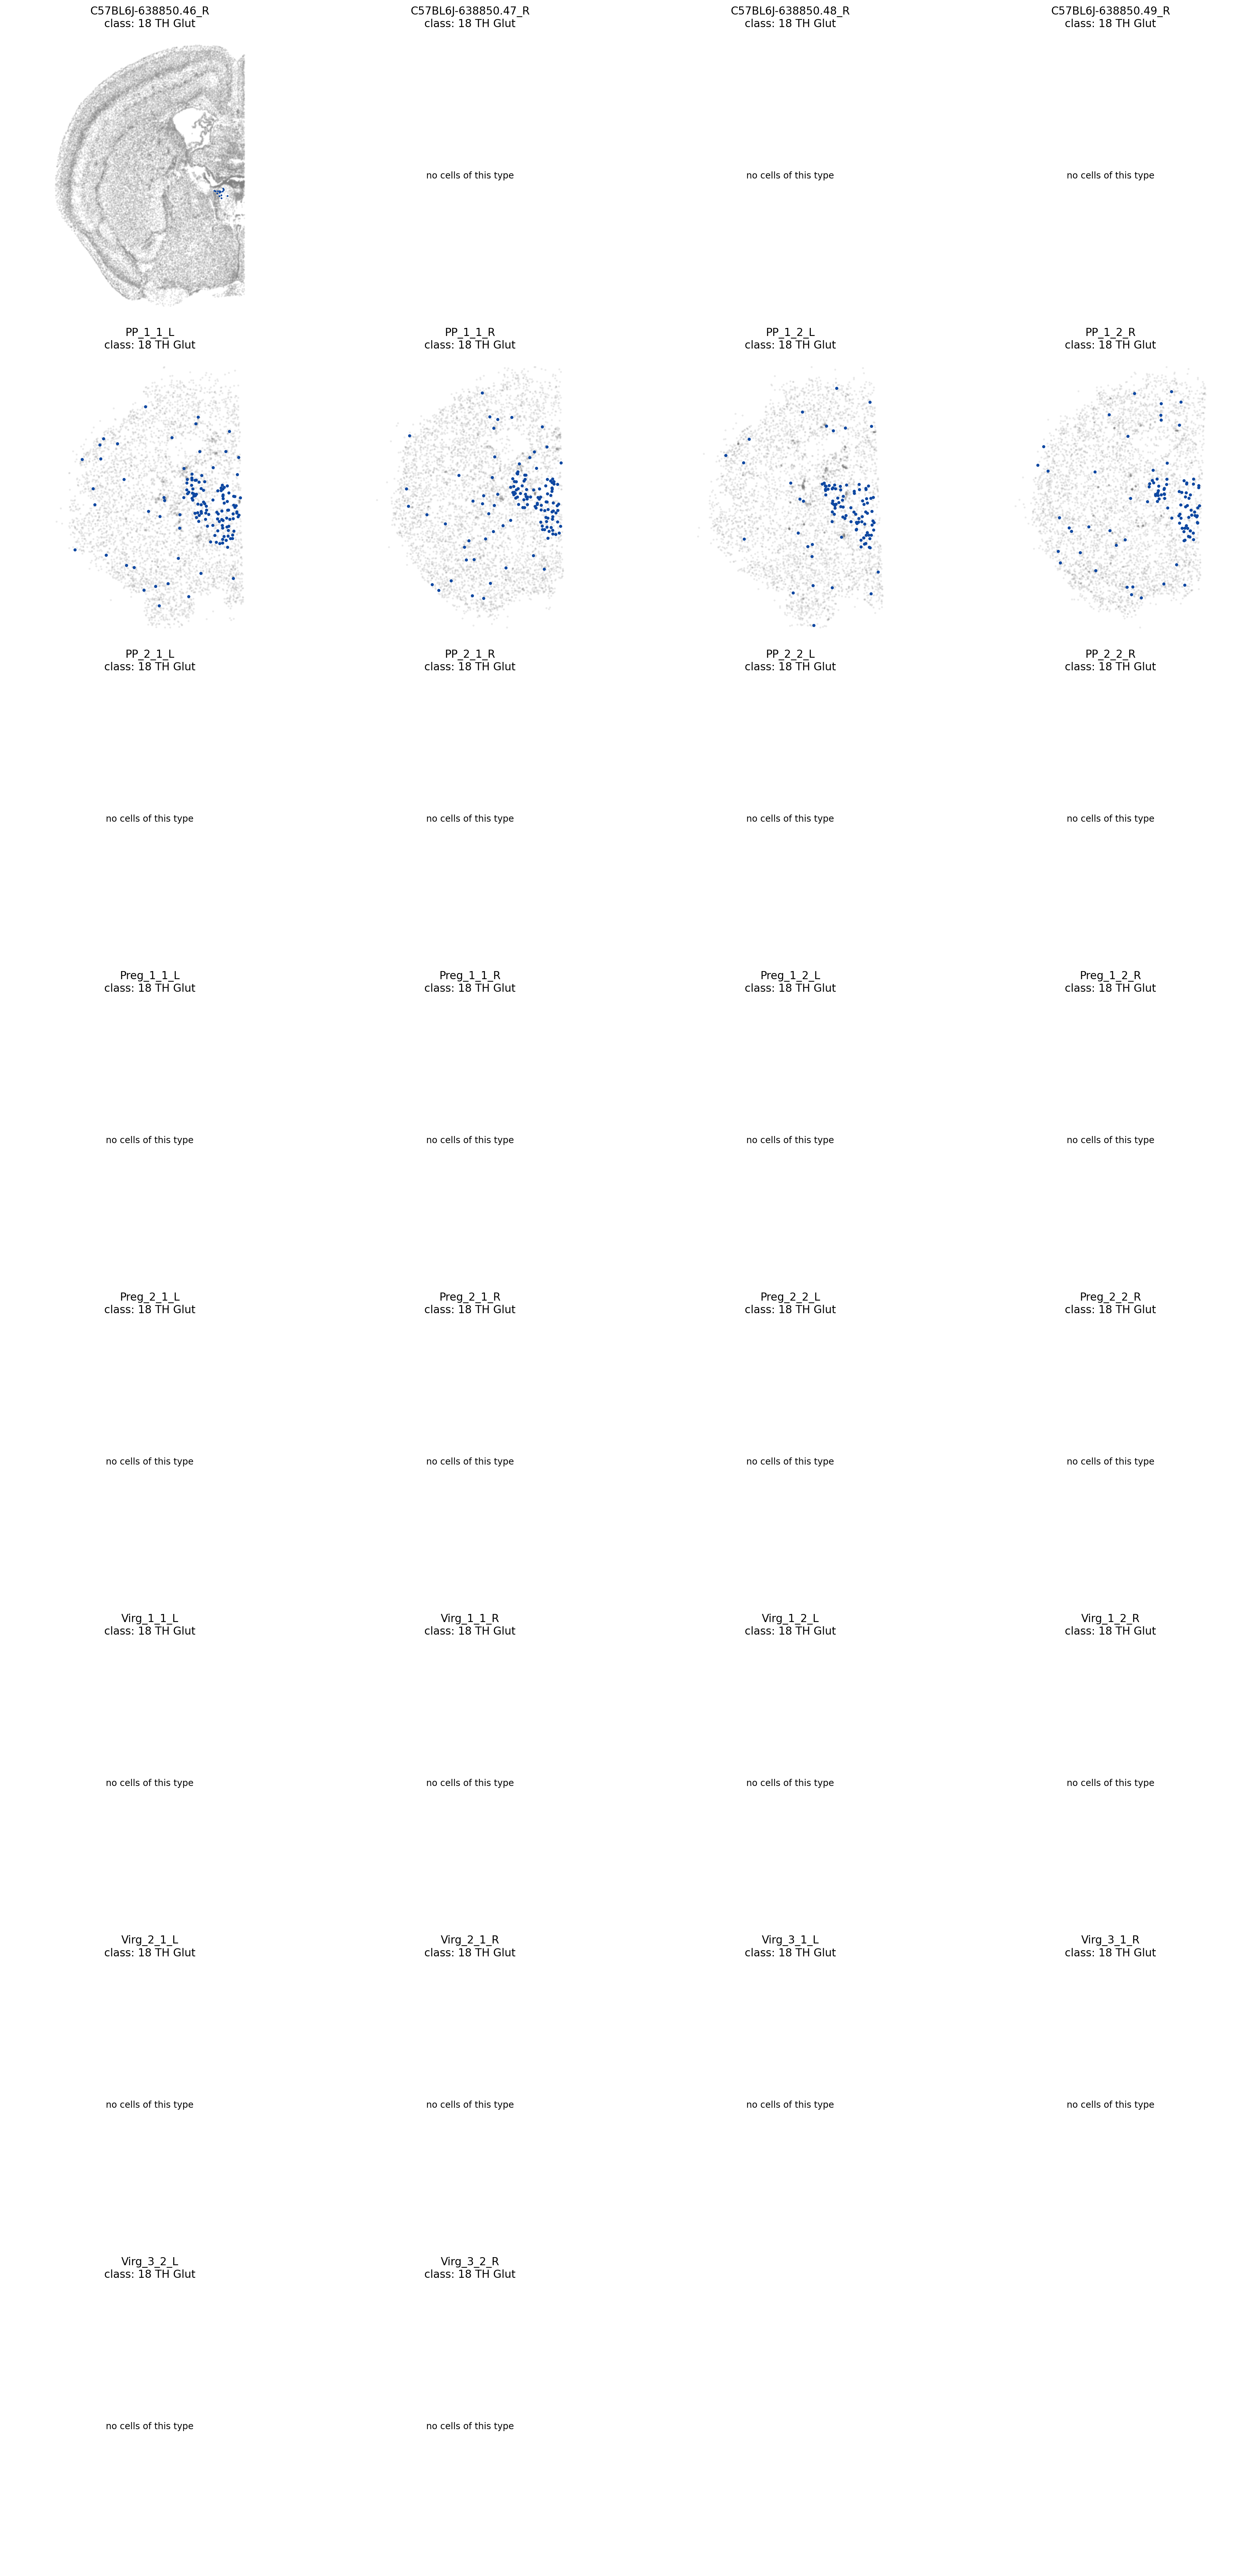 C57BL6J-638850.46_R
class: 18 TH Glut
C57BL6J-638850.47_R
class: 18 TH Glut
C57BL6J-638850.48_R
class: 18 TH Glut
C57BL6J-638850.49_R
class: 18 TH Glut
no cells of this type
no cells of this type
no cells of this type
PP_1_1_L
class: 18 TH Glut
PP_1_1_R
class: 18 TH Glut
PP_1_2_L
class: 18 TH Glut
PP_1_2_R
class: 18 TH Glut
PP_2_1_L
class: 18 TH Glut
PP_2_1_R
class: 18 TH Glut
PP_2_2_L
class: 18 TH Glut
PP_2_2_R
class: 18 TH Glut
no cells of this type
no cells of this type
no cells of this type
no cells of this type
Preg_1_1_L
class: 18 TH Glut
Preg_1_1_R
class: 18 TH Glut
Preg_1_2_L
class: 18 TH Glut
Preg_1_2_R
class: 18 TH Glut
no cells of this type
no cells of this type
no cells of this type
no cells of this type
Preg_2_1_L
class: 18 TH Glut
Preg_2_1_R
class: 18 TH Glut
Preg_2_2_L
class: 18 TH Glut
Preg_2_2_R
class: 18 TH Glut
no cells of this type
no cells of this type
no cells of this type
no cells of this type
Virg_1_1_L
class: 18 TH Glut
Virg_1_1_R
class: 18 TH Glut
Virg_1_2_L
class: 18 TH Glut
Virg_1_2_R
class: 18 TH Glut
no cells of this type
no cells of this type
no cells of this type
no cells of this type
Virg_2_1_L
class: 18 TH Glut
Virg_2_1_R
class: 18 TH Glut
Virg_3_1_L
class: 18 TH Glut
Virg_3_1_R
class: 18 TH Glut
no cells of this type
no cells of this type
no cells of this type
no cells of this type
Virg_3_2_L
class: 18 TH Glut
Virg_3_2_R
class: 18 TH Glut
no cells of this type
no cells of this type